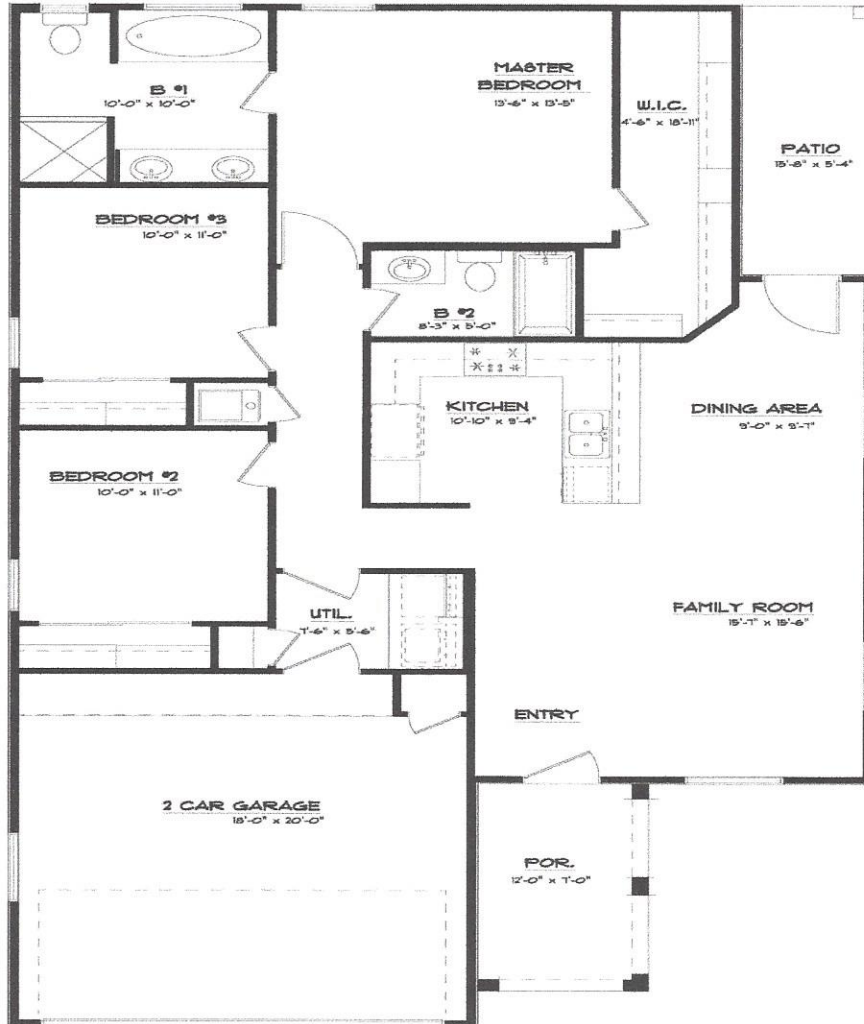 MASTER
BEDROOM
13'-6" x 13'-5"
B #1
10'-0" x 10'-0"
W.I.C.
4'-6" x 18'-11"
PATIO
15'-8" x 5'-4"
BEDROOM #3
10'-0" x 11'-0"
B #2
8'-3" x 5'-0"
KITCHEN
10'-10" x 9'-4"
DINING AREA
9'-0" x 9'-7"
BEDROOM #2
10'-0" x 11'-0"
UTIL.
7'-6" x 5'-6"
FAMILY ROOM
15'-7" x 15'-8"
ENTRY
2 CAR GARAGE
18'-0" x 20'-0"
POR.
12'-0" x 7'-0"